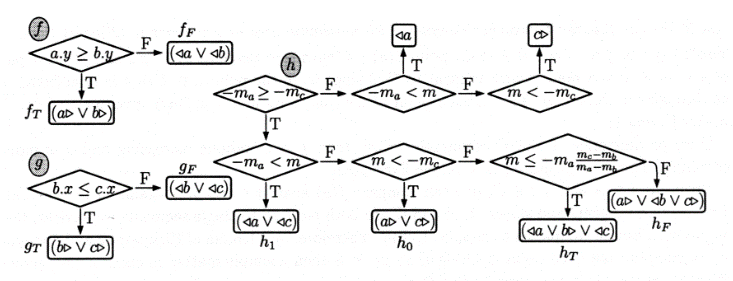 f
a.y ≥ b.y
F
f_F
(◃a ∨ ◃b)
T
f_T (a▹ ∨ b▹)
g
b.x ≤ c.x
F
g_F
(◃b ∨ ◃c)
T
g_T (b▹ ∨ c▹)
h
−m_a ≥ −m_c
F
−m_a < m
T
◃a
F
m < −m_c
T
c▹
T
−m_a < m
F
m < −m_c
F
m ≤ −m_a (m_c−m_b)/(m_a−m_b)
F
T
(◃a ∨ ◃c)
h_1
T
(a▹ ∨ c▹)
h_0
T
(◃a ∨ b▹ ∨ ◃c)
h_T
(a▹ ∨ ◃b ∨ c▹)
h_F